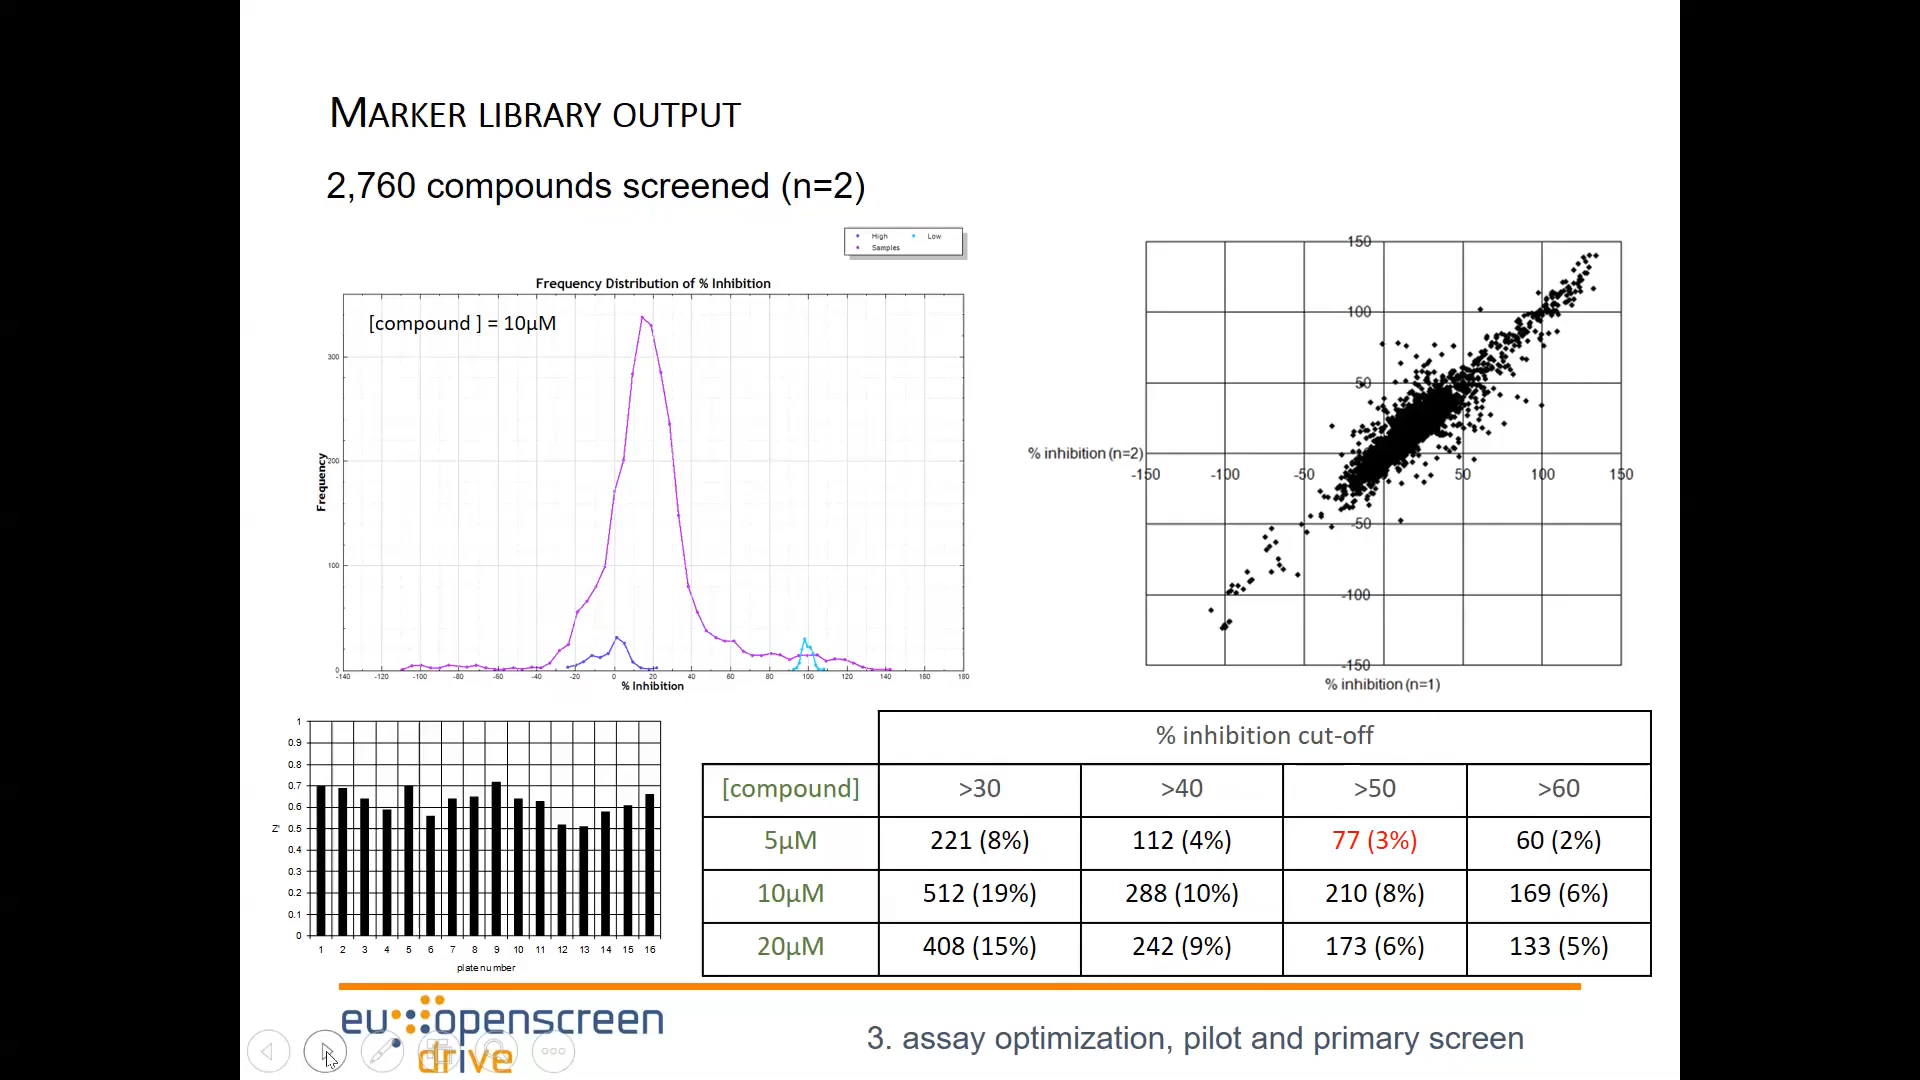 MARKER LIBRARY OUTPUT
2,760 compounds screened (n=2)
High Low
Samples
Frequency Distribution of % Inhibition
[compound ] = 10µM
300
200
100
0
Frequency
-140 -120 -100 -80 -60 -40 -20 0 20 40 60 80 100 120 140 160 180
% Inhibition
150
100
50
% inhibition (n=2)
-150 -100 -50 50 100 150
-50
-100
-150
% inhibition (n=1)
1
0.9
0.8
0.7
0.6
Z' 0.5
0.4
0.3
0.2
0.1
0
1 2 3 4 5 6 7 8 9 10 11 12 13 14 15 16
plate number
% inhibition cut-off
[compound] >30 >40 >50 >60
5µM 221 (8%) 112 (4%) 77 (3%) 60 (2%)
10µM 512 (19%) 288 (10%) 210 (8%) 169 (6%)
20µM 408 (15%) 242 (9%) 173 (6%) 133 (5%)
eu openscreen
drive
3. assay optimization, pilot and primary screen